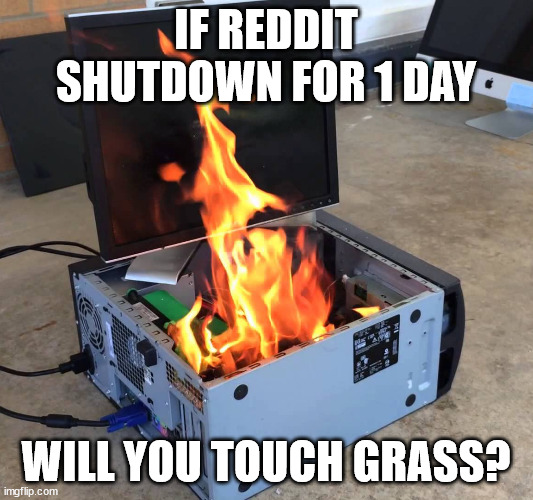 IF REDDIT
SHUTDOWN FOR 1 DAY
WILL YOU TOUCH GRASS?
imgflip.com